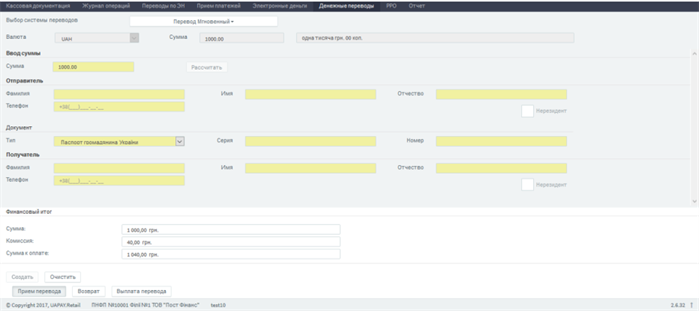 Кассовая документация Журнал операций Переводы по ЭН Прием платежей Электронные деньги Денежные переводы РРО Отчет
Выбор системы переводов Перевод Мгновенный
Валюта UAH Сумма 1000.00 одна тисяча грн. 00 коп.
Ввод суммы
Сумма 1000.00 Рассчитать
Отправитель
Фамилия Имя Отчество
Телефон +38(___)___-__-__
Нерезидент
Документ
Тип Паспорт громадянина України Серия Номер
Получатель
Фамилия Имя Отчество
Телефон +38(___)___-__-__
Нерезидент
Финансовый итог
Сумма: 1 000,00 грн.
Комиссия: 40,00 грн.
Сумма к оплате: 1 040,00 грн.
Создать Очистить
Прием перевода Возврат Выплата перевода
© Copyright 2017, UAPAY.Retail ПНФП №10001 Філ№1 ТОВ "Пост Фінанс" test10 2.6.32